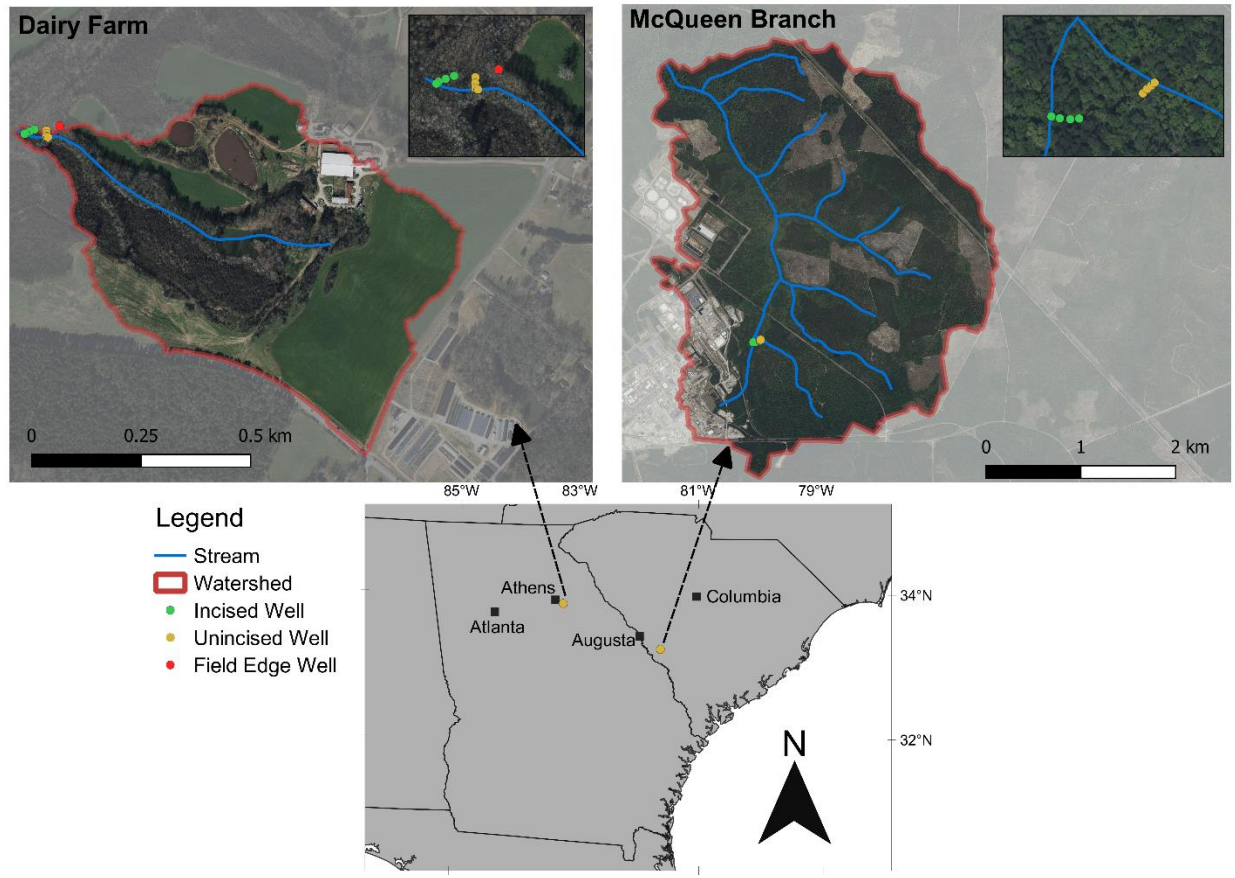 Dairy Farm
McQueen Branch
0 0.25 0.5 km
0 1 2 km
85°W 83°W 81°W 79°W
Legend
Stream
Watershed
Incised Well
Unincised Well
Field Edge Well
Athens
Atlanta
Augusta
Columbia
34°N
32°N
N